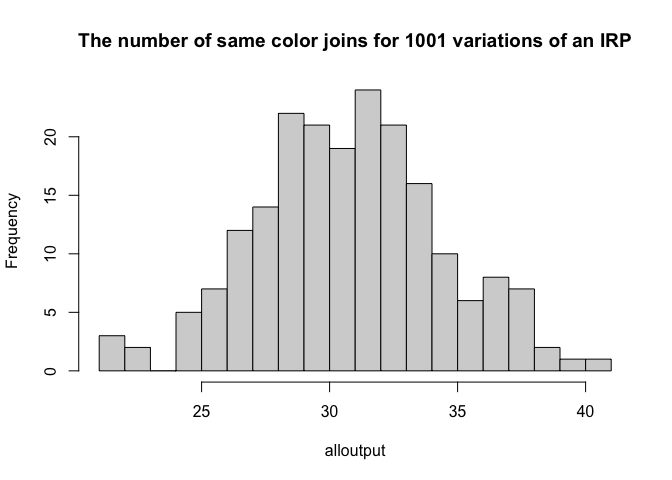 The number of same color joins for 1001 variations of an IRP
Frequency
20
15
10
5
0
25 30 35 40
alloutput